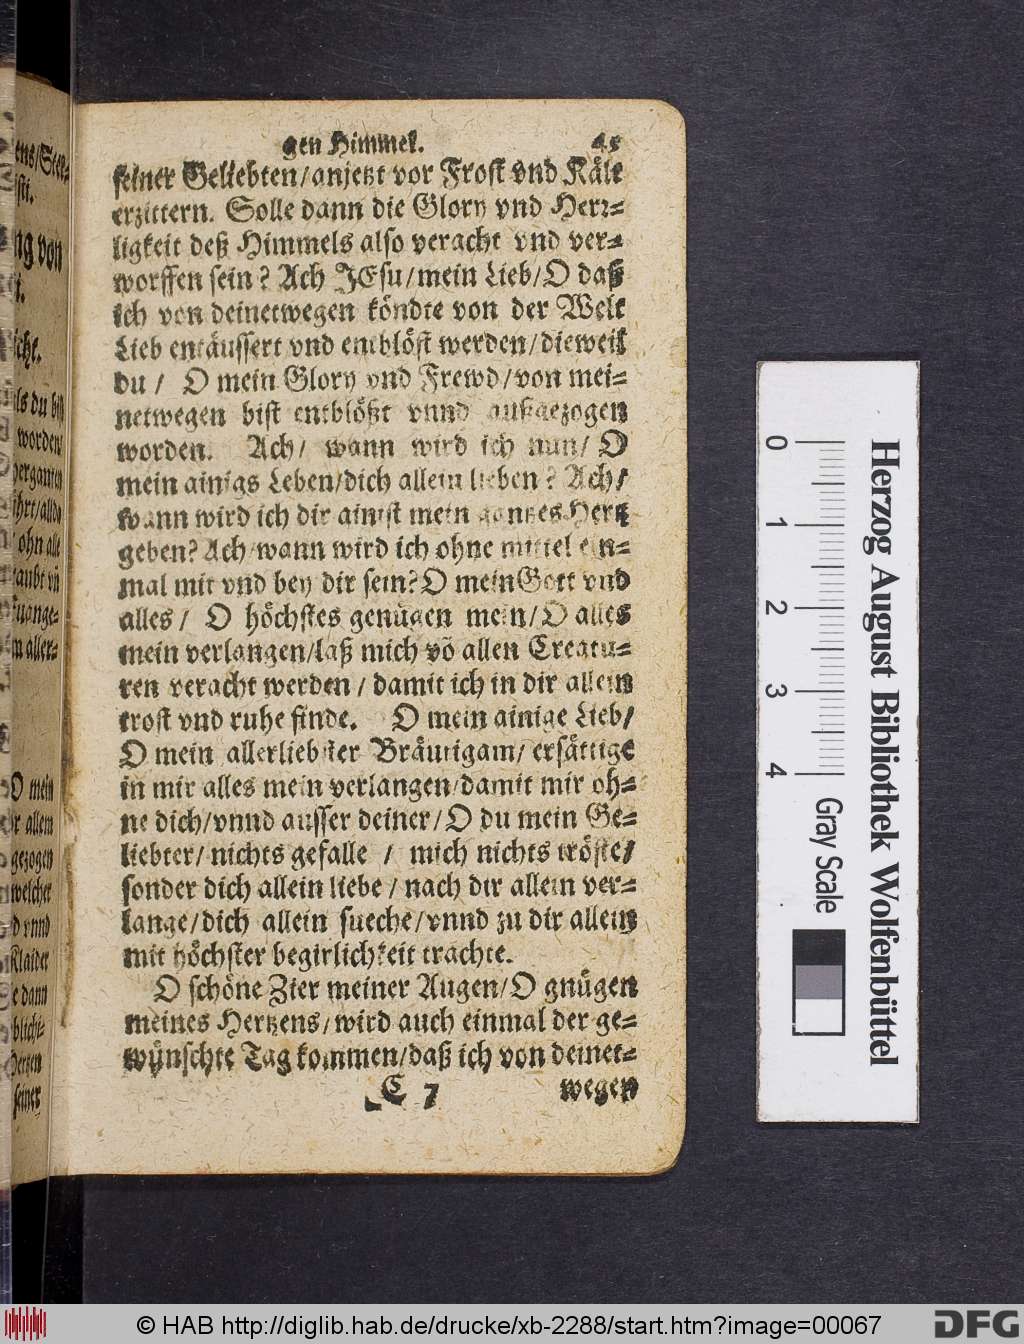 gen Himmel. 45
seiner Geliebten/anjetzt vor Frost vnd Kälte
erzittern. Solle dann die Glory vnd Herr=
ligkeit deß Himmels also veracht vnd ver=
worffen sein? Ach JEsu/mein Lieb/O daß
ich von deinetwegen köndte von der Welt
Lieb entäussert vnd entblöst werden/dieweil
du / O mein Glory vnd Frewd/von mei=
netwegen bist entblößt vnnd außgezogen
worden. Ach/ wann wird ich nun/ O
mein ainigs Leben/dich allein lieben? Ach/
wann wird ich dir ainist mein gantzes Hertz
geben? Ach wann wird ich ohne mittel ein=
mal mit vnd bey dir sein? O mein Gott vnd
alles / O höchstes genügen mein/O alles
mein verlangen/laß mich võ allen Creatu=
ren veracht werden / damit ich in dir allein
trost vnd ruhe finde. O mein ainige Lieb/
O mein allerliebster Bräutigam/ ersättige
in mir alles mein verlangen/damit mir oh=
ne dich/vnnd ausser deiner/O du mein Ge=
liebter/nichts gefalle / mich nichts tröste/
sonder dich allein liebe / nach dir allein ver=
lange/dich allein sueche/vnnd zu dir allein
mit höchster begirlichkeit trachte.
O schöne Zier meiner Augen/O gnügen
meines Hertzens/wird auch einmal der ge=
wünschte Tag kommen/daß ich von deinet=
C 7 wegen
0 1 2 3 4
Gray Scale
Herzog August Bibliothek Wolfenbüttel
© HAB http://diglib.hab.de/drucke/xb-2288/start.htm?image=00067
DFG